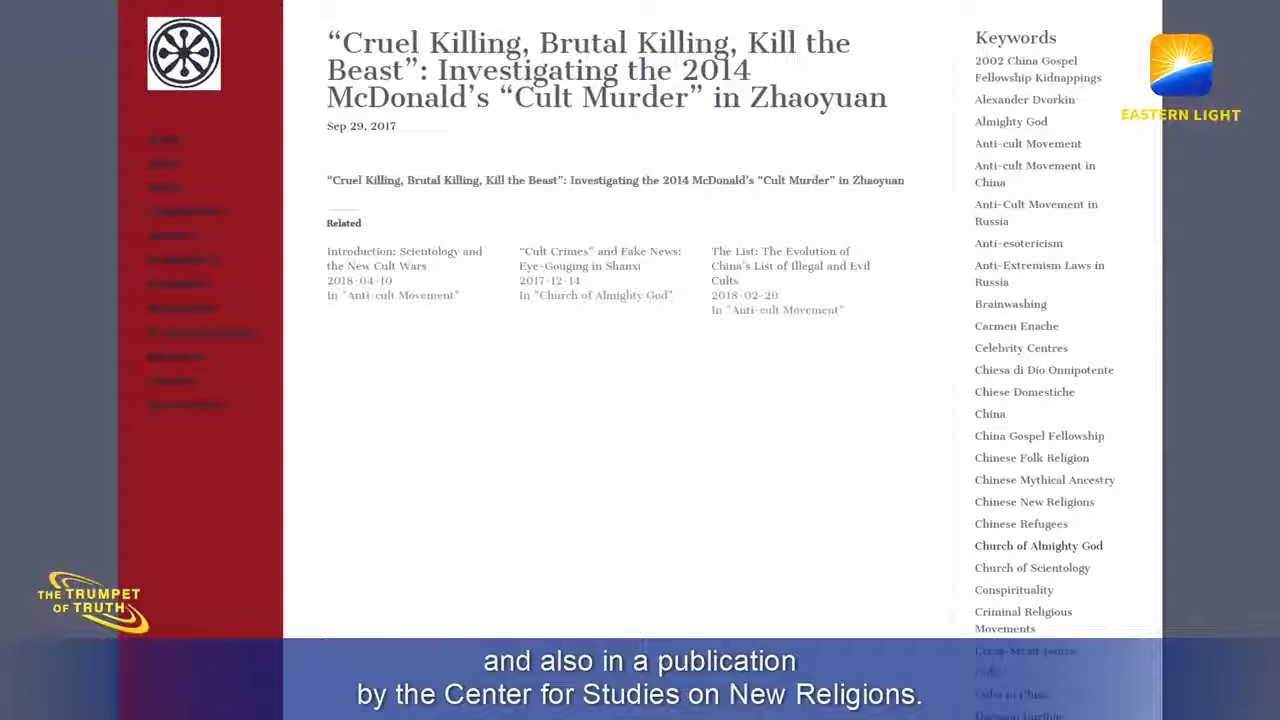 “Cruel Killing, Brutal Killing, Kill the
Beast”: Investigating the 2014
McDonald’s “Cult Murder” in Zhaoyuan
Sep 29, 2017
“Cruel Killing, Brutal Killing, Kill the Beast”: Investigating the 2014 McDonald’s “Cult Murder” in Zhaoyuan
Related
Introduction: Scientology and
the New Cult Wars
2018-04-10
In "Anti-cult Movement"
“Cult Crimes” and Fake News:
Eye-Gouging in Shanxi
2017-12-14
In "Church of Almighty God"
The List: The Evolution of
China’s List of Illegal and Evil
Cults
2018-02-20
In "Anti-cult Movement"
Keywords
2002 China Gospel
Fellowship Kidnappings
Alexander Dvorkin
Almighty God
Anti-cult Movement
Anti-cult Movement in
China
Anti-Cult Movement in
Russia
Anti-esotericism
Anti-Extremism Laws in
Russia
Brainwashing
Carmen Enache
Celebrity Centres
Chiesa di Dio Onnipotente
Chiese Domestiche
China
China Gospel Fellowship
Chinese Folk Religion
Chinese Mythical Ancestry
Chinese New Religions
Chinese Refugees
Church of Almighty God
Church of Scientology
Conspirituality
Criminal Religious
Movements
EASTERN LIGHT
THE TRUMPET
OF TRUTH
and also in a publication
by the Center for Studies on New Religions.